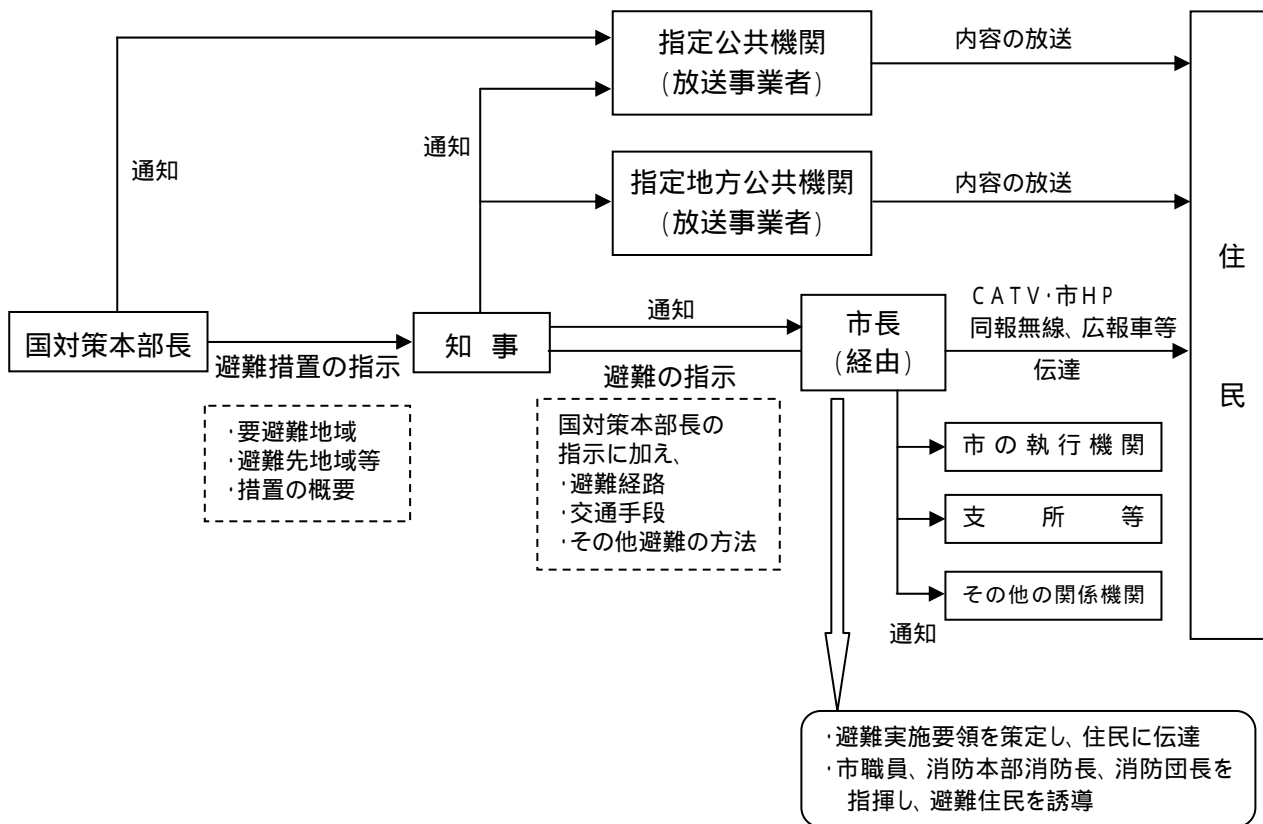 指定公共機関
(放送事業者)
内容の放送
通知
通知
指定地方公共機関
(放送事業者)
内容の放送
住民
国対策本部長
避難措置の指示
知 事
通知
避難の指示
市長
(経由)
CATV・市HP
同報無線、広報車等
伝達
・要避難地域
・避難先地域等
・措置の概要
国対策本部長の
指示に加え、
・避難経路
・交通手段
・その他避難の方法
市の執行機関
支 所 等
その他の関係機関
通知
・避難実施要領を策定し、住民に伝達
・市職員、消防本部消防長、消防団長を
指揮し、避難住民を誘導